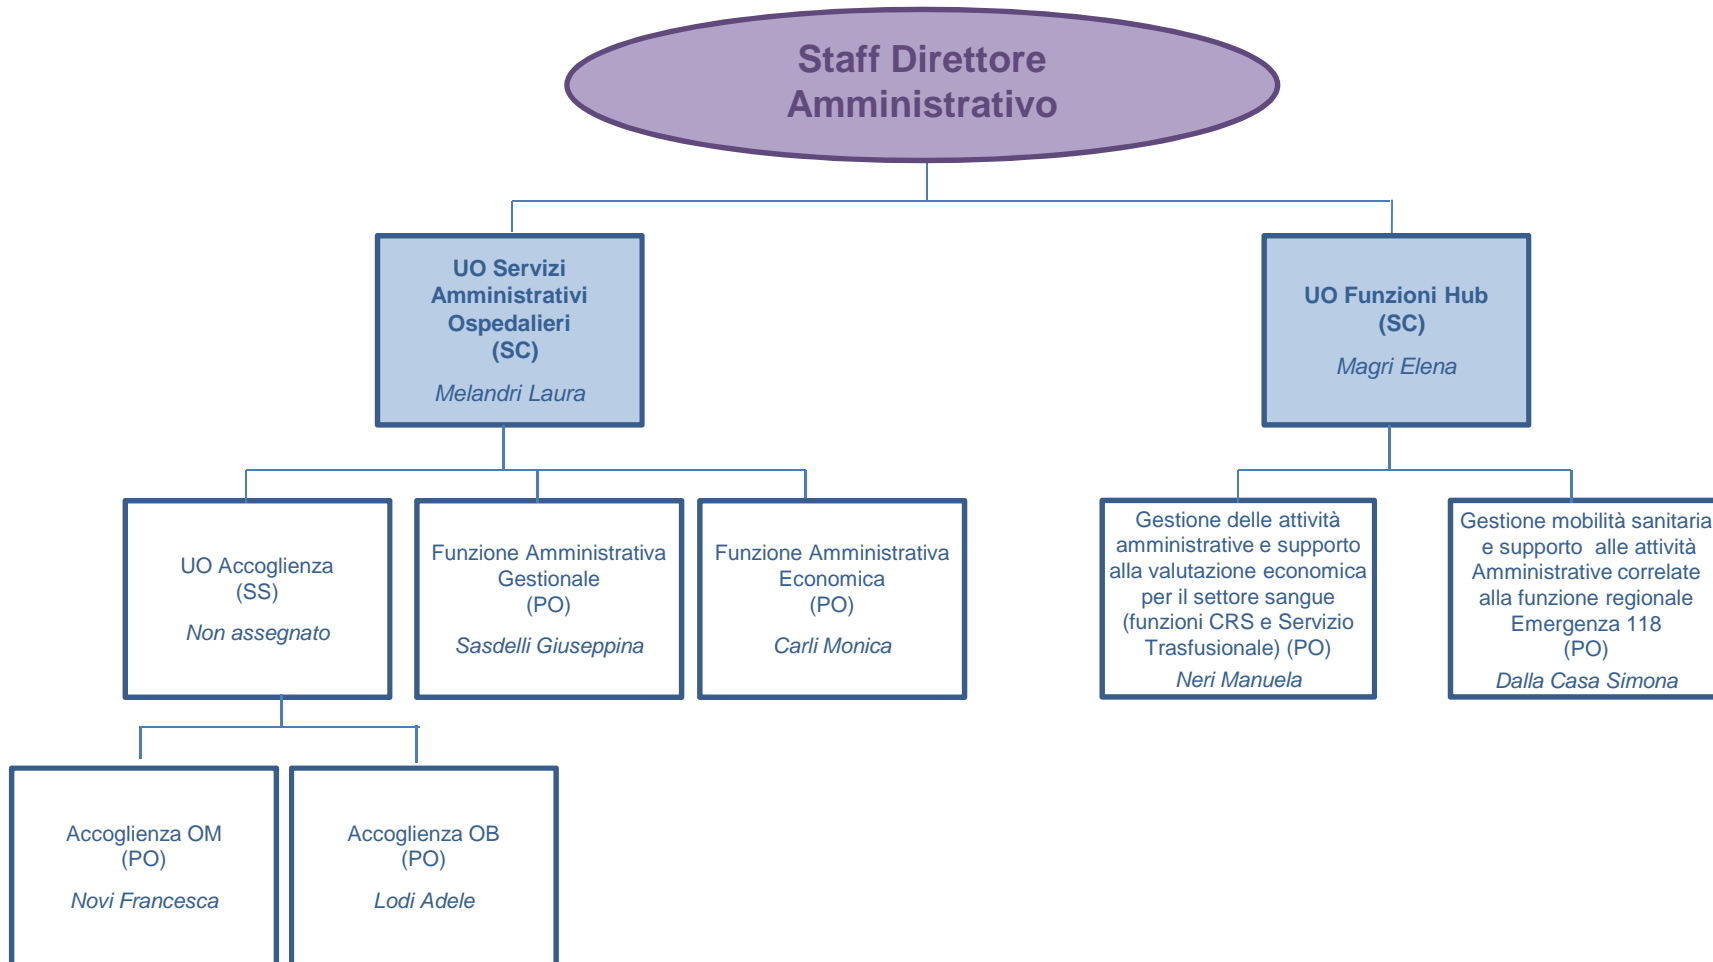 Staff Direttore
Amministrativo
UO Servizi
Amministrativi
Ospedalieri
(SC)
Melandri Laura
UO Funzioni Hub
(SC)
Magri Elena
UO Accoglienza
(SS)
Non assegnato
Funzione Amministrativa
Gestionale
(PO)
Sasdelli Giuseppina
Funzione Amministrativa
Economica
(PO)
Carli Monica
Gestione delle attività
amministrative e supporto
alla valutazione economica
per il settore sangue
(funzioni CRS e Servizio
Trasfusionale) (PO)
Neri Manuela
Gestione mobilità sanitaria
e supporto alle attività
Amministrative correlate
alla funzione regionale
Emergenza 118
(PO)
Dalla Casa Simona
Accoglienza OM
(PO)
Novi Francesca
Accoglienza OB
(PO)
Lodi Adele